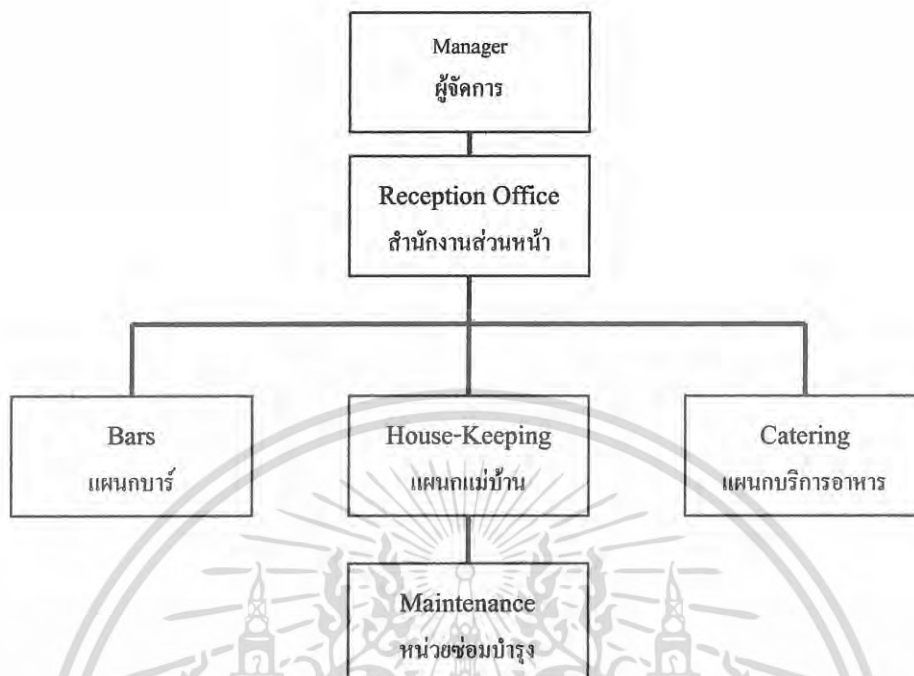 Manager
ผู้จัดการ
Reception Office
สำนักงานส่วนหน้า
Bars
แผนกบาร์
House-Keeping
แผนกแม่บ้าน
Catering
แผนกบริการอาหาร
Maintenance
หน่วยซ่อมบำรุง